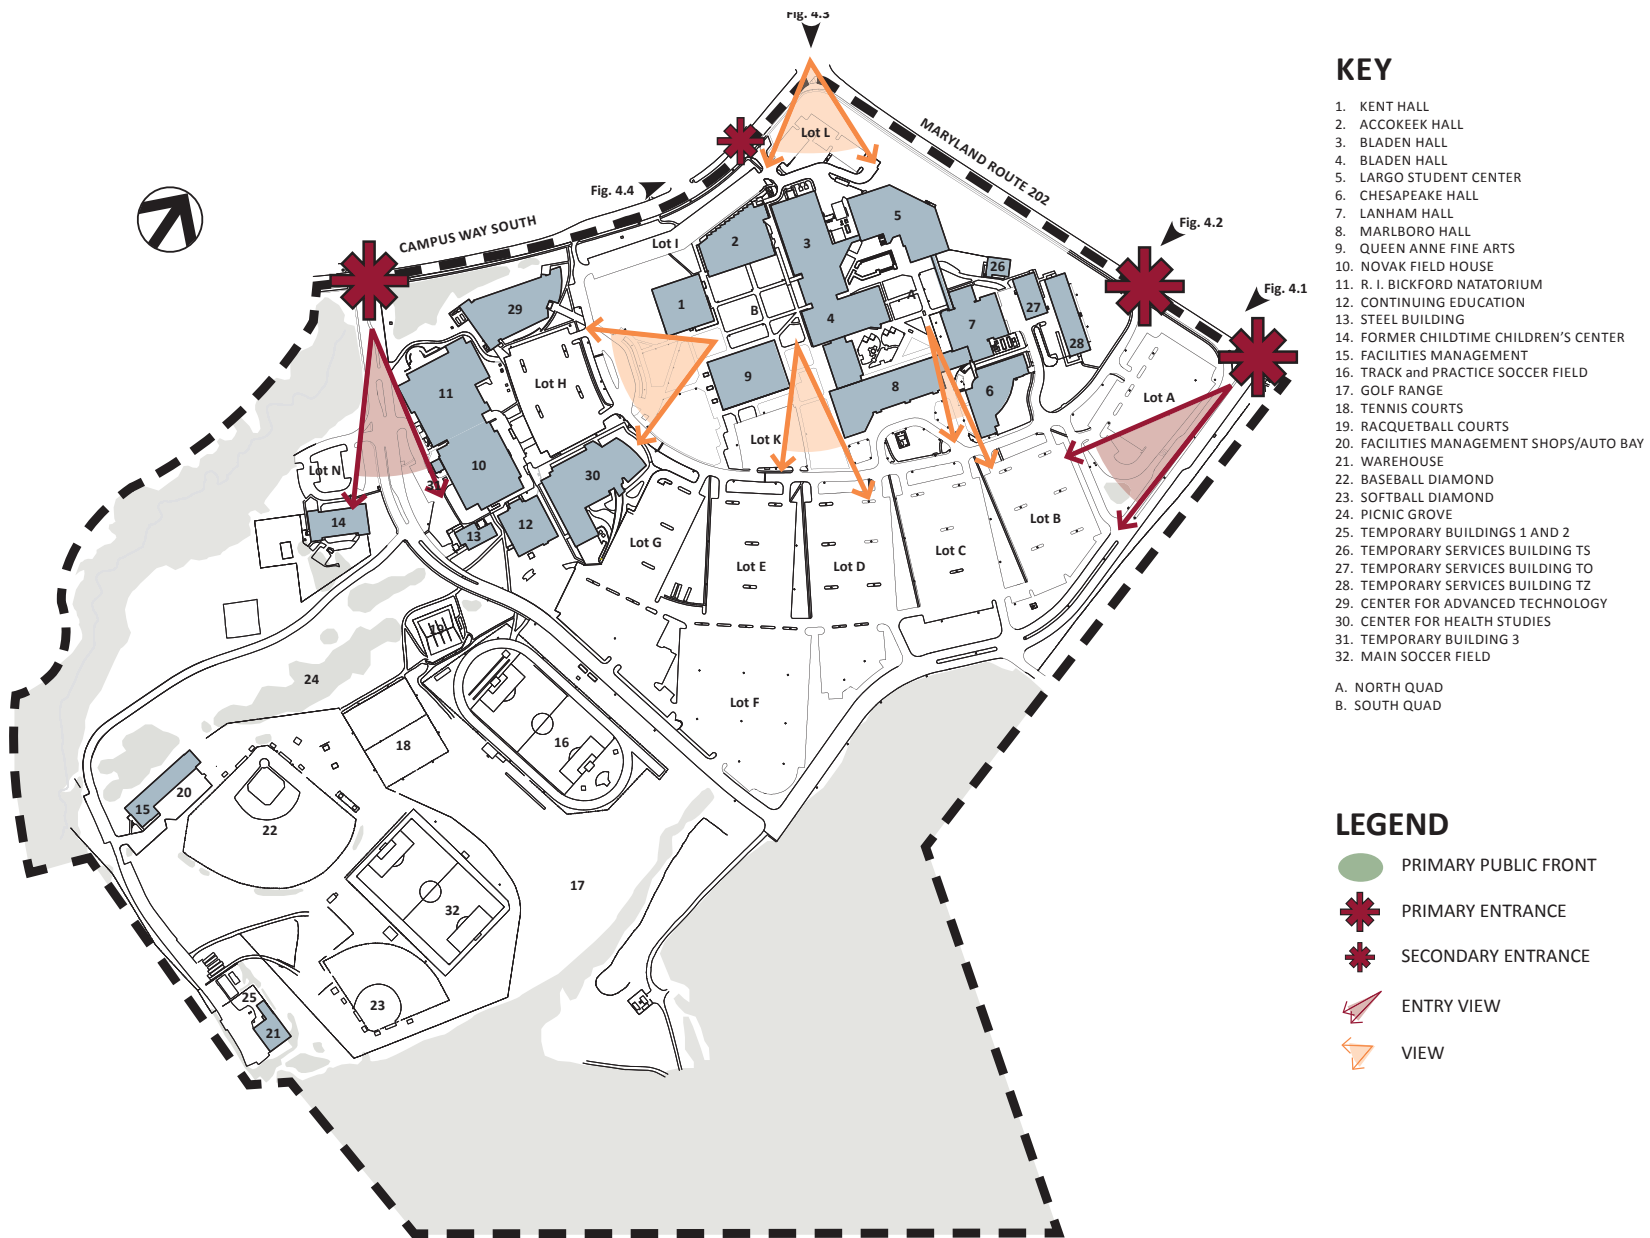 Fig. 4.3
Lot L
MARYLAND ROUTE 202
Fig. 4.4
CAMPUS WAY SOUTH
Fig. 4.2
Fig. 4.1
Lot I
5
2
3
26
29
1
B
4
7
27
28
Lot H
11
9
8
6
Lot A
Lot K
Lot N
10
30
14
13
12
Lot G
Lot E
Lot D
Lot C
Lot B
19
24
Lot F
18
16
15
20
22
17
32
25
23
21
KEY
1. KENT HALL
2. ACCOKEEK HALL
3. BLADEN HALL
4. BLADEN HALL
5. LARGO STUDENT CENTER
6. CHESAPEAKE HALL
7. LANHAM HALL
8. MARLBORO HALL
9. QUEEN ANNE FINE ARTS
10. NOVAK FIELD HOUSE
11. R. I. BICKFORD NATATORIUM
12. CONTINUING EDUCATION
13. STEEL BUILDING
14. FORMER CHILDTIME CHILDREN'S CENTER
15. FACILITIES MANAGEMENT
16. TRACK and PRACTICE SOCCER FIELD
17. GOLF RANGE
18. TENNIS COURTS
19. RACQUETBALL COURTS
20. FACILITIES MANAGEMENT SHOPS/AUTO BAY
21. WAREHOUSE
22. BASEBALL DIAMOND
23. SOFTBALL DIAMOND
24. PICNIC GROVE
25. TEMPORARY BUILDINGS 1 AND 2
26. TEMPORARY SERVICES BUILDING TS
27. TEMPORARY SERVICES BUILDING TO
28. TEMPORARY SERVICES BUILDING TZ
29. CENTER FOR ADVANCED TECHNOLOGY
30. CENTER FOR HEALTH STUDIES
31. TEMPORARY BUILDING 3
32. MAIN SOCCER FIELD
A. NORTH QUAD
B. SOUTH QUAD
LEGEND
PRIMARY PUBLIC FRONT
PRIMARY ENTRANCE
SECONDARY ENTRANCE
ENTRY VIEW
VIEW